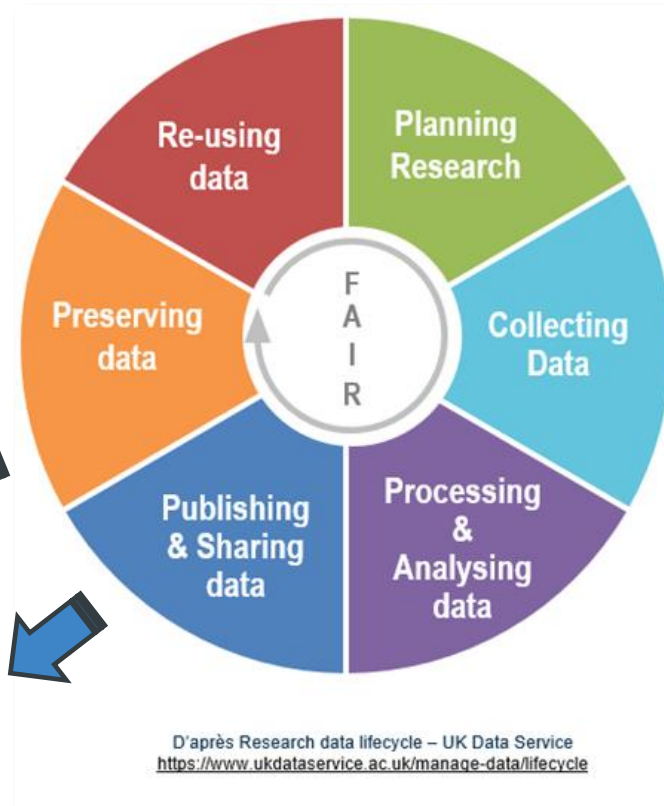 Re-using
data
Planning
Research
Preserving
data
F
A
I
R
Collecting
Data
Publishing
& Sharing
data
Processing
&
Analysing
data
D'après Research data lifecycle – UK Data Service
https://www.ukdataservice.ac.uk/manage-data/lifecycle